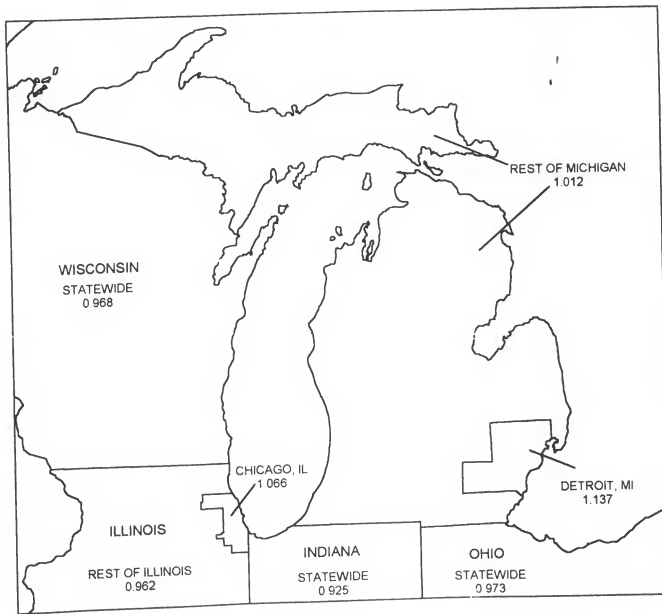 REST OF MICHIGAN
1.012
WISCONSIN
STATEWIDE
0 968
CHICAGO, IL
1 066
DETROIT, MI
1.137
ILLINOIS
REST OF ILLINOIS
0.962
INDIANA
STATEWIDE
0 925
OHIO
STATEWIDE
0 973